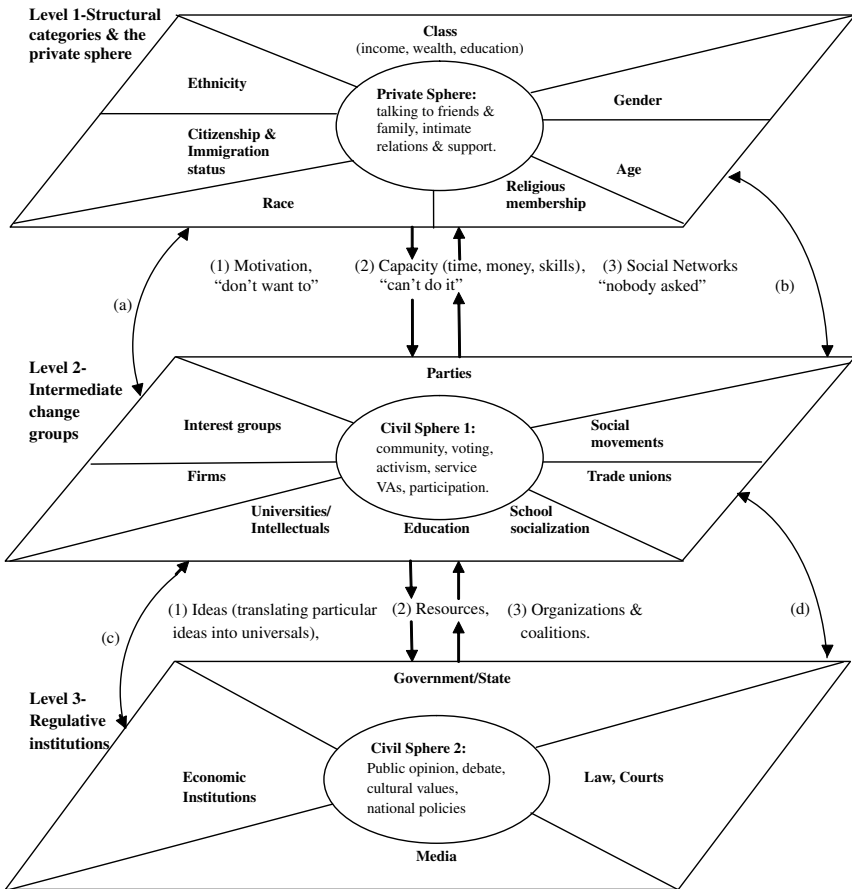 Level 1-Structural
categories & the
private sphere
Class
(income, wealth, education)
Ethnicity
Private Sphere:
talking to friends &
family, intimate
relations & support.
Gender
Citizenship &
Immigration
status
Age
Race
Religious
membership
(1) Motivation,
“don’t want to”
(2) Capacity (time, money, skills),
“can’t do it”
(3) Social Networks
“nobody asked”
(a)
(b)
Level 2-
Intermediate
change
groups
Parties
Interest groups
Civil Sphere 1:
community, voting,
activism, service
VAs, participation.
Social
movements
Firms
Trade unions
Universities/
Intellectuals
Education
School
socialization
(1) Ideas (translating particular
ideas into universals),
(2) Resources,
(3) Organizations &
coalitions.
(c)
(d)
Level 3-
Regulative
institutions
Government/State
Civil Sphere 2:
Public opinion, debate,
cultural values,
national policies
Economic
Institutions
Law, Courts
Media